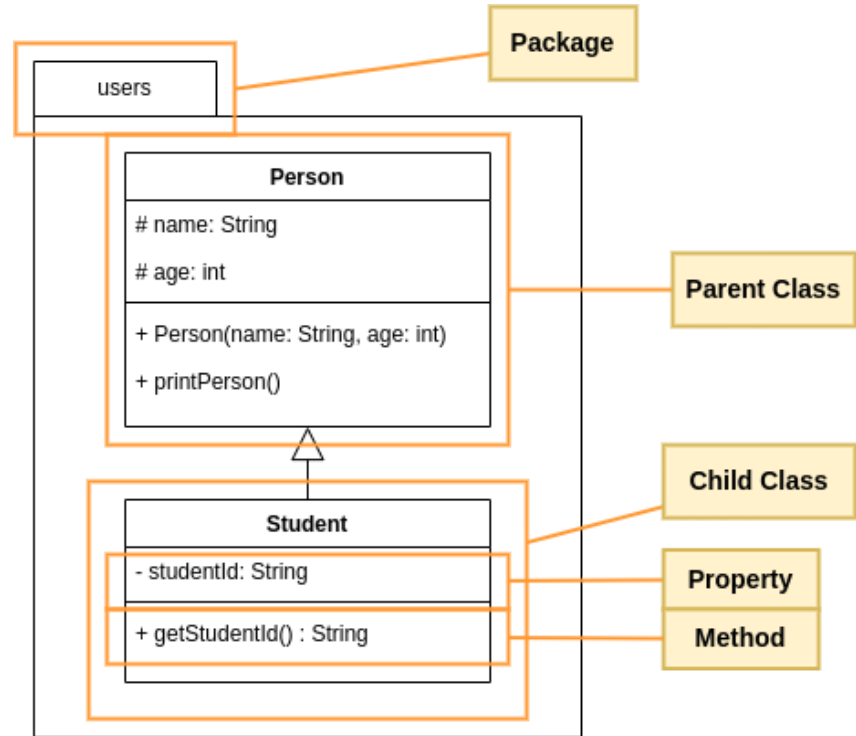 Package
users
Person
# name: String
# age: int
Parent Class
+ Person(name: String, age: int)
+ printPerson()
Child Class
Student
- studentId: String
Property
+ getStudentId() : String
Method